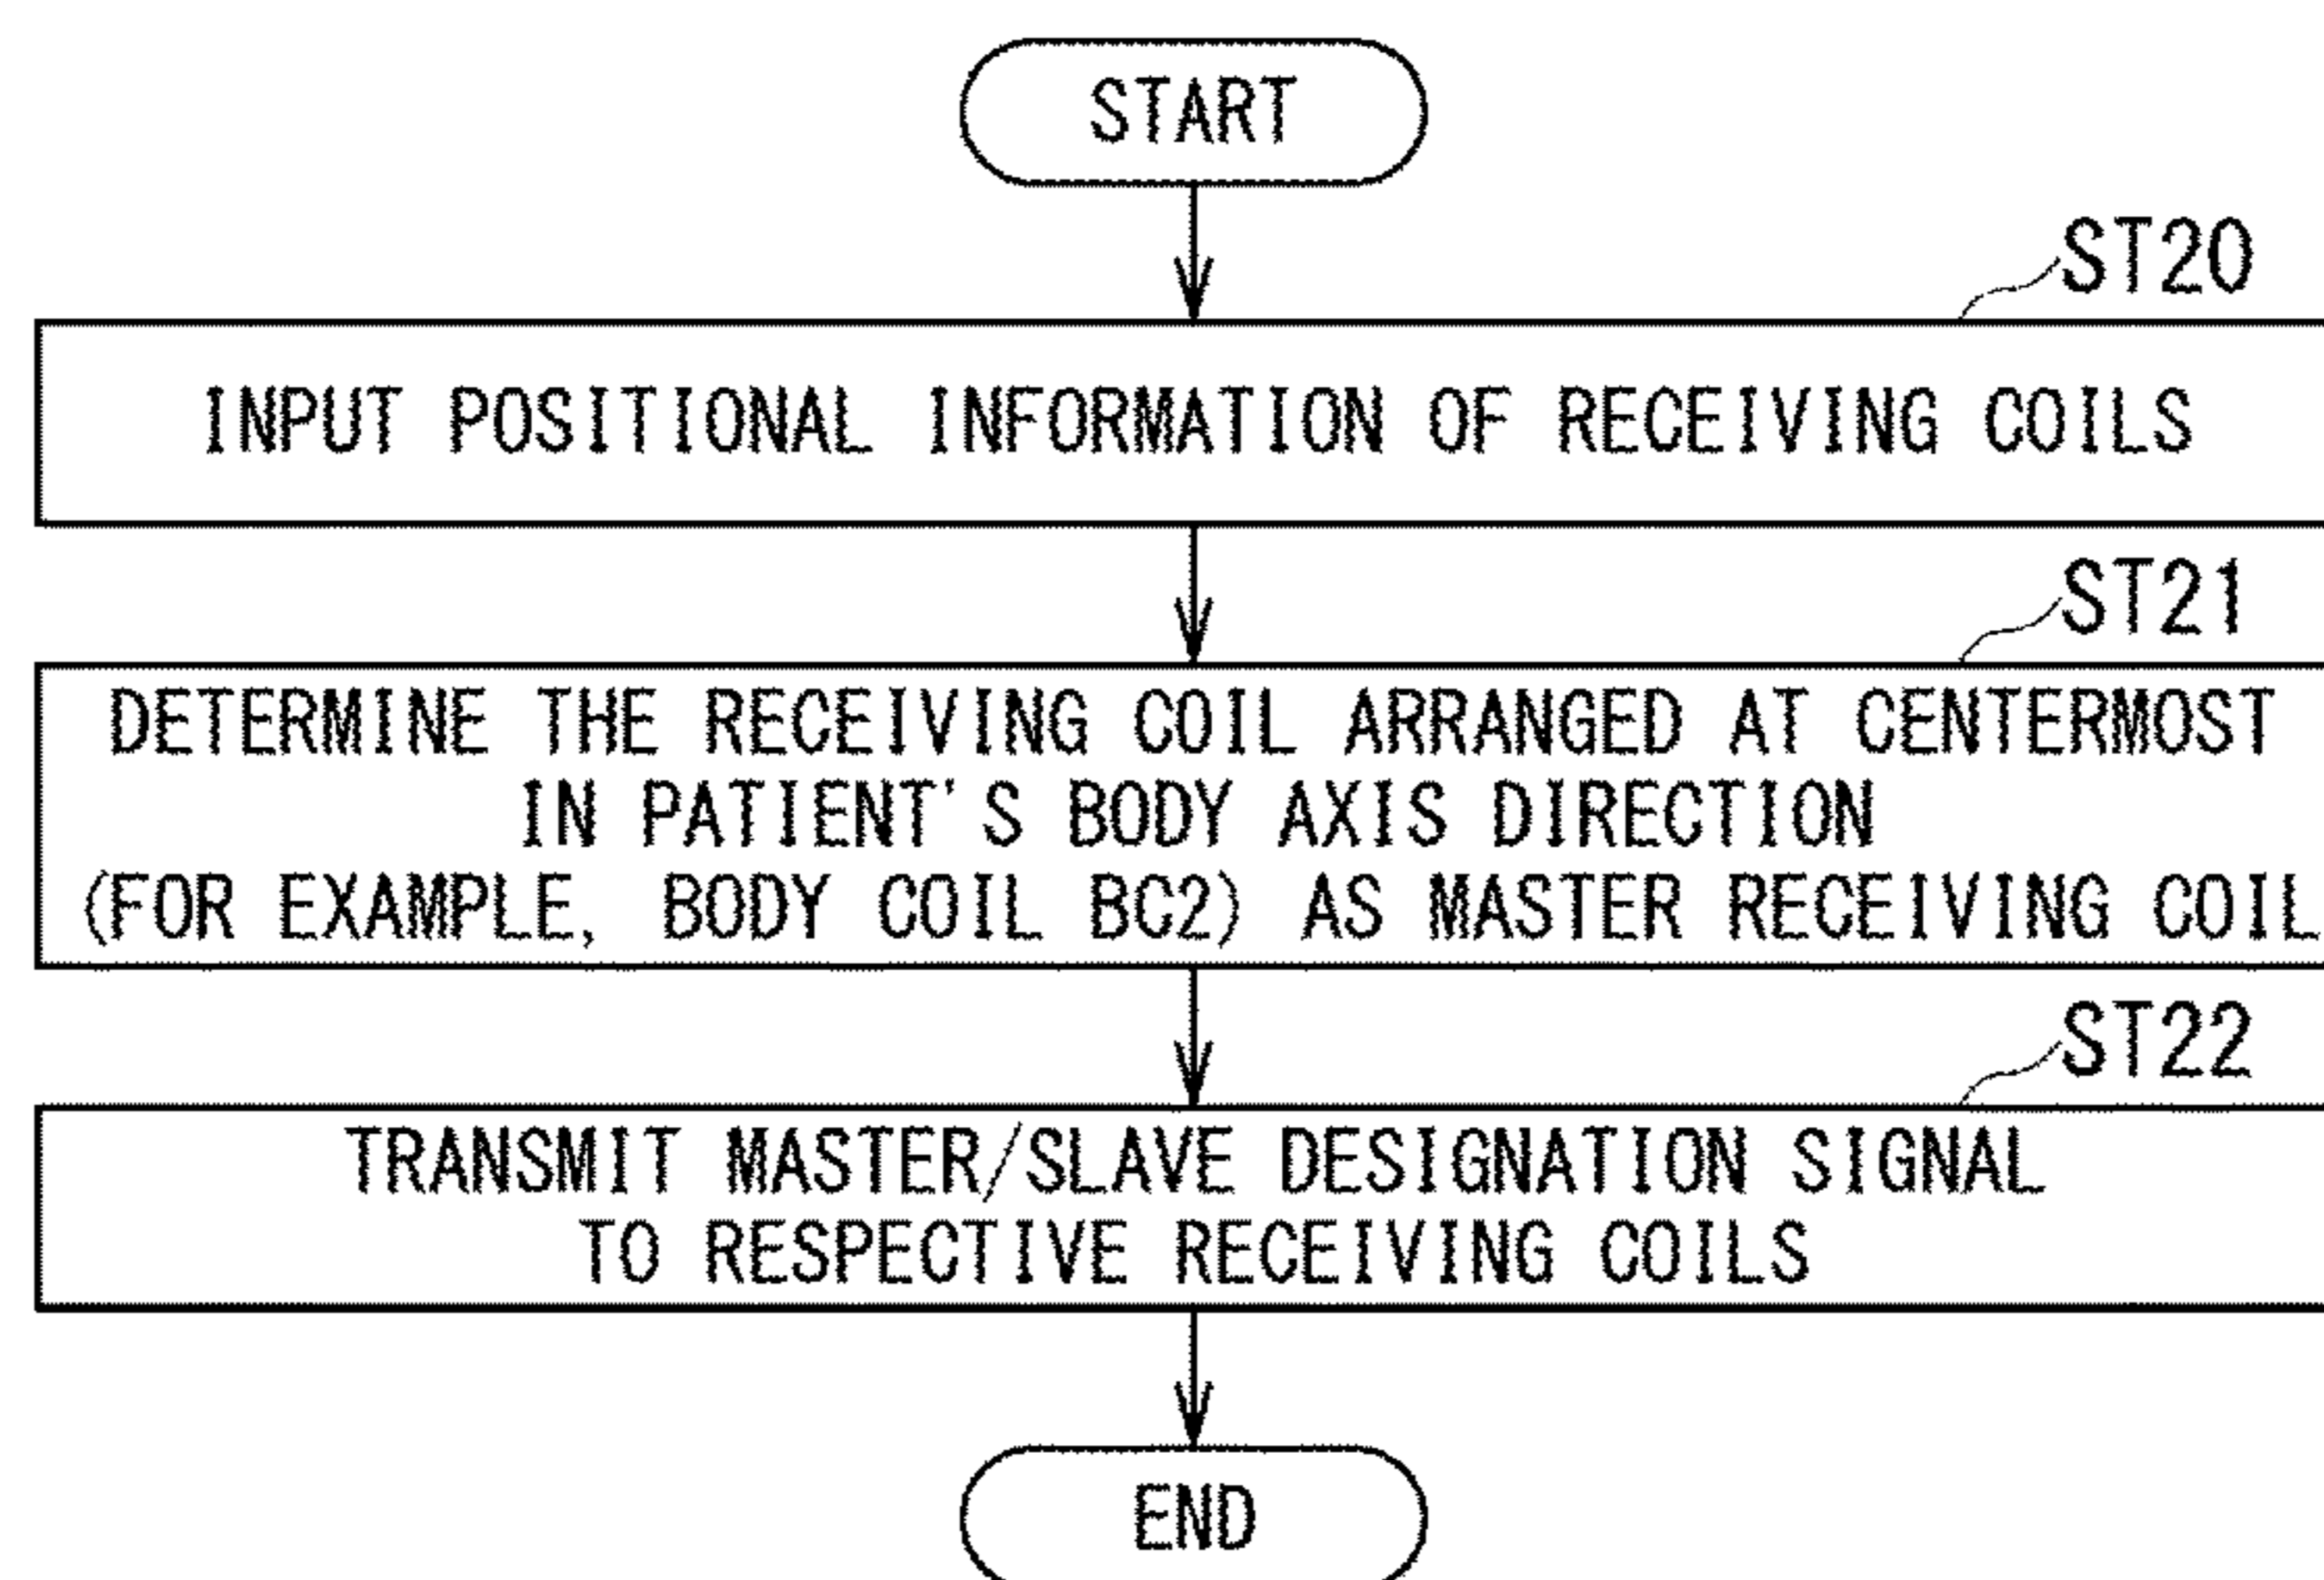 START
ST20
INPUT POSITIONAL INFORMATION OF RECEIVING COILS
ST21
DETERMINE THE RECEIVING COIL ARRANGED AT CENTERMOST
IN PATIENT'S BODY AXIS DIRECTION
(FOR EXAMPLE, BODY COIL BC2) AS MASTER RECEIVING COIL
ST22
TRANSMIT MASTER/SLAVE DESIGNATION SIGNAL
TO RESPECTIVE RECEIVING COILS
END